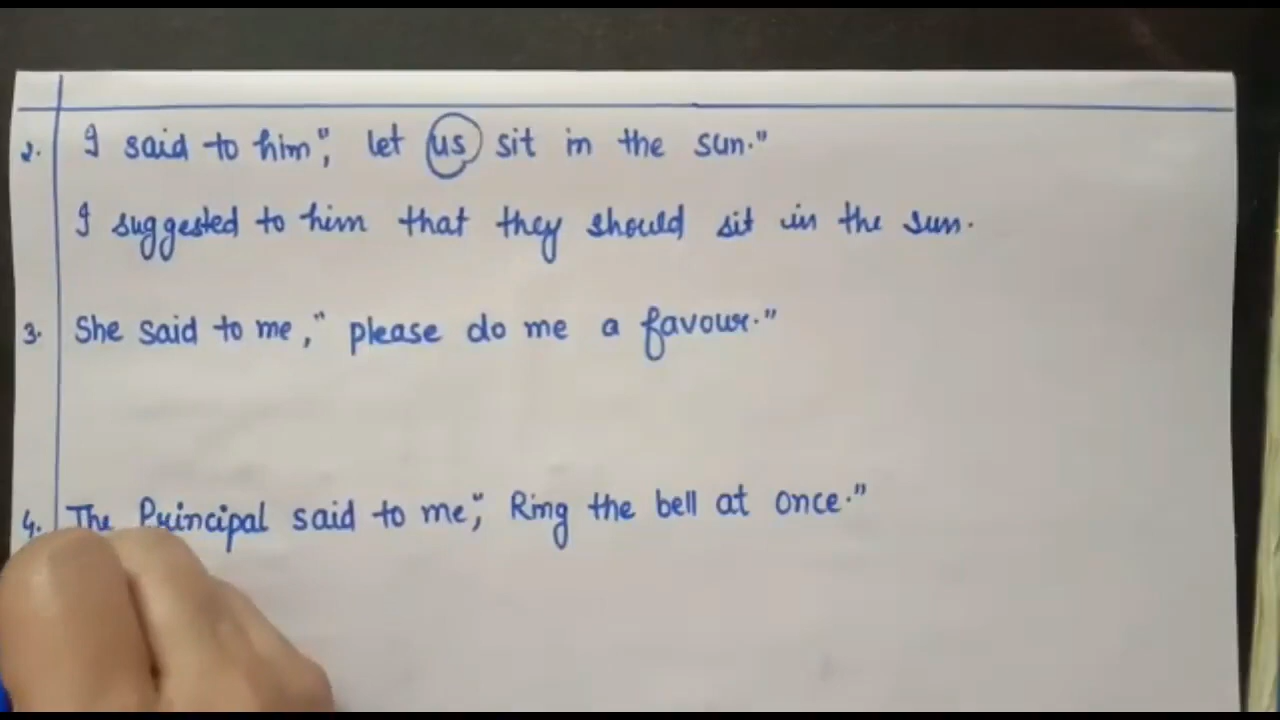 2. I said to him", let us sit in the sun."
I suggested to him that they should sit in the sun.
3. She said to me," please do me a favour."
4. The Principal said to me", Ring the bell at once."